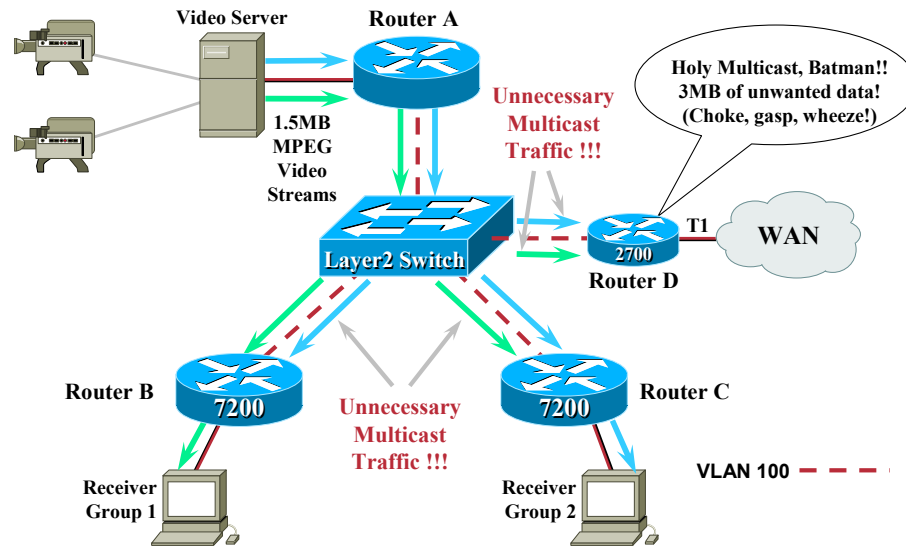 Video Server
Router A
1.5MB
MPEG
Video
Streams
Unnecessary
Multicast
Traffic !!!
Holy Multicast, Batman!!
3MB of unwanted data!
(Choke, gasp, wheeze!)
Layer2 Switch
2700
Router D
T1
WAN
Router B
7200
Unnecessary
Multicast
Traffic !!!
7200
Router C
Receiver
Group 1
Receiver
Group 2
VLAN 100